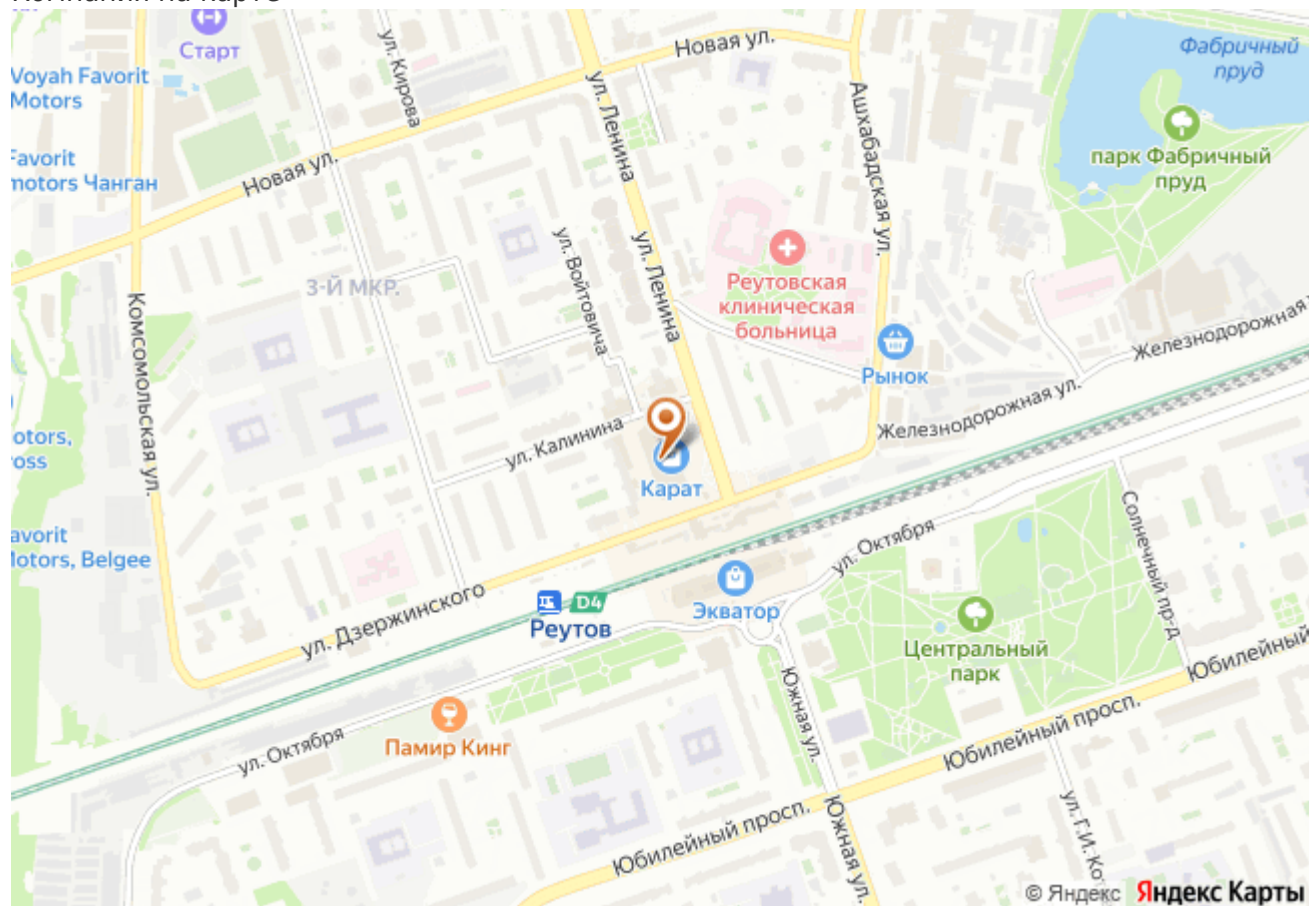 Старт
ул. Кирова
Новая ул.
Фабричный
пруд
Voyah Favorit
Motors
ул. Ленина
Ашхабадская ул.
парк Фабричный
пруд
Favorit
motors Чанган
Новая ул.
ул. Войтовича
ул. Ленина
Реутовская
клиническая
больница
3-Й МКР.
Комсомольская ул.
Рынок
Железнодорожная
Железнодорожная ул.
otors,
oss
ул. Калинина
Карат
avorit
Motors, Belgee
Солнечный пр-д
ул. Октября
D4
Реутов
Экватор
ул. Дзержинского
Центральный
парк
Юбилейный
Южная ул.
Памир Кинг
ул. Октября
Юбилейный просп.
Юбилейный просп.
Южная ул.
ул. Г.И. Ко
© Яндекс Яндекс Карты